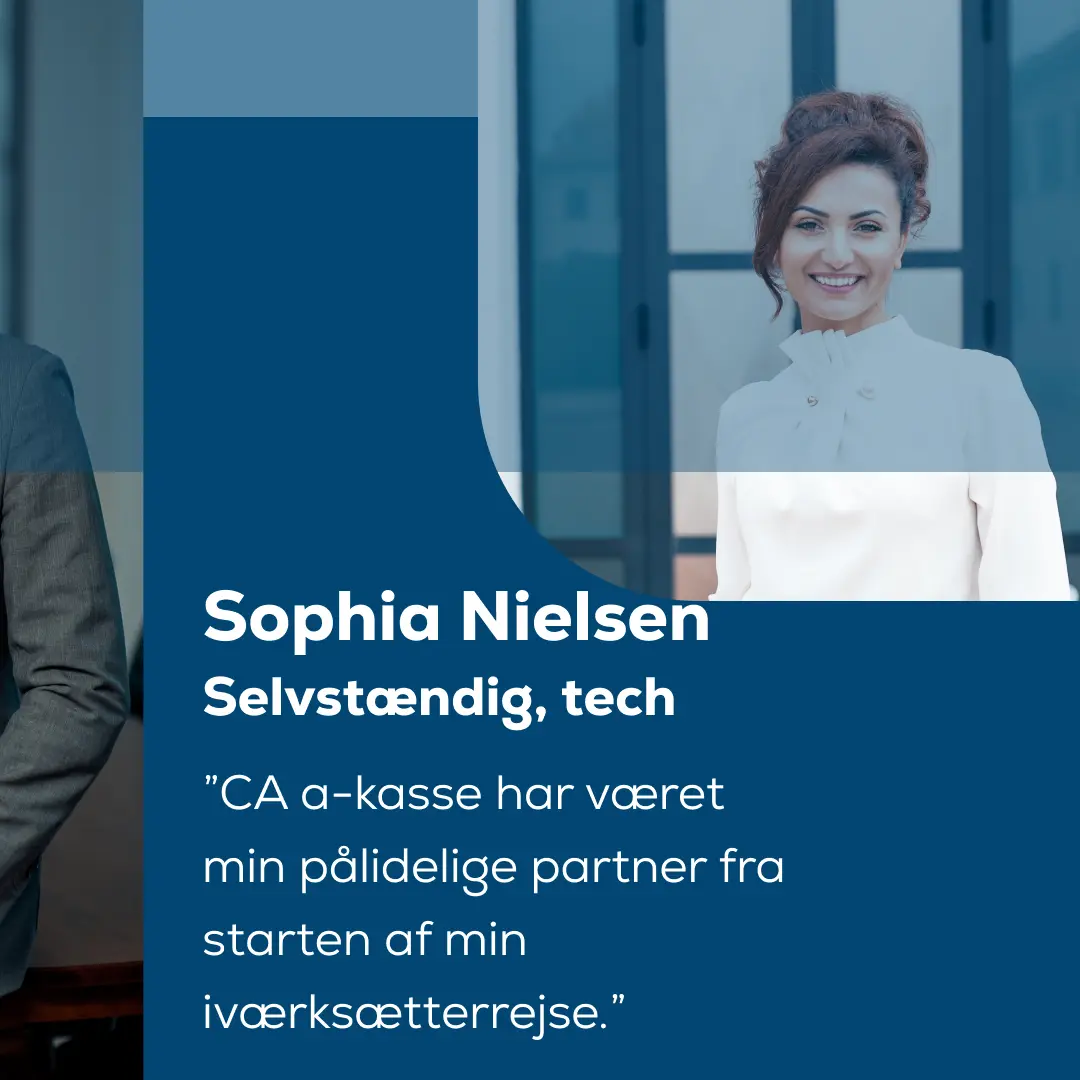 Sophia Nielsen
Selvstændig, tech
”CA a-kasse har været
min pålidelige partner fra
starten af min
iværksætterrejse.”